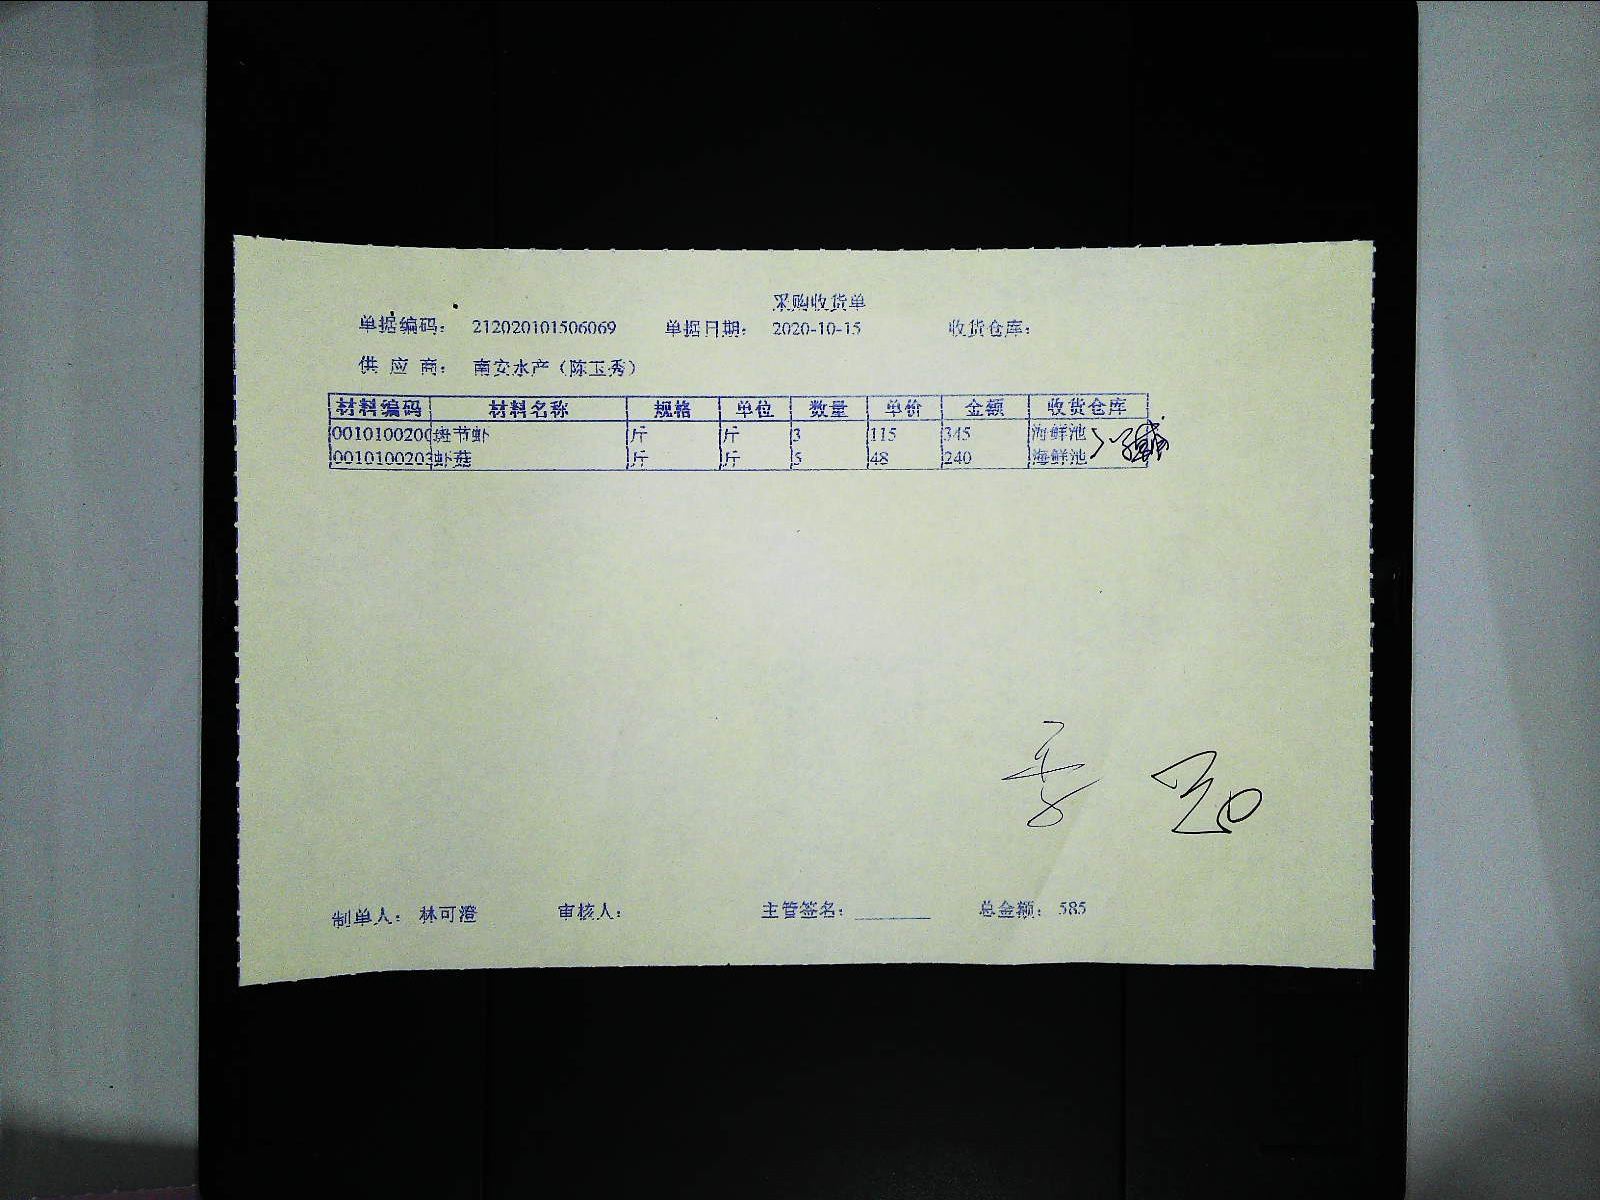 采购收货单
单据编码： 212020101506069 单据日期： 2020-10-15 收货仓库：
供 应 商： 南安水产（陈玉秀）
材料编码 材料名称 规格 单位 数量 单价 金额 收货仓库
0010100200 斑节虾 斤 斤 3 115 345 海鲜池
0010100203 虾菇 斤 斤 5 48 240 海鲜池
制单人： 林可澄 审核人： 主管签名： 总金额： 585